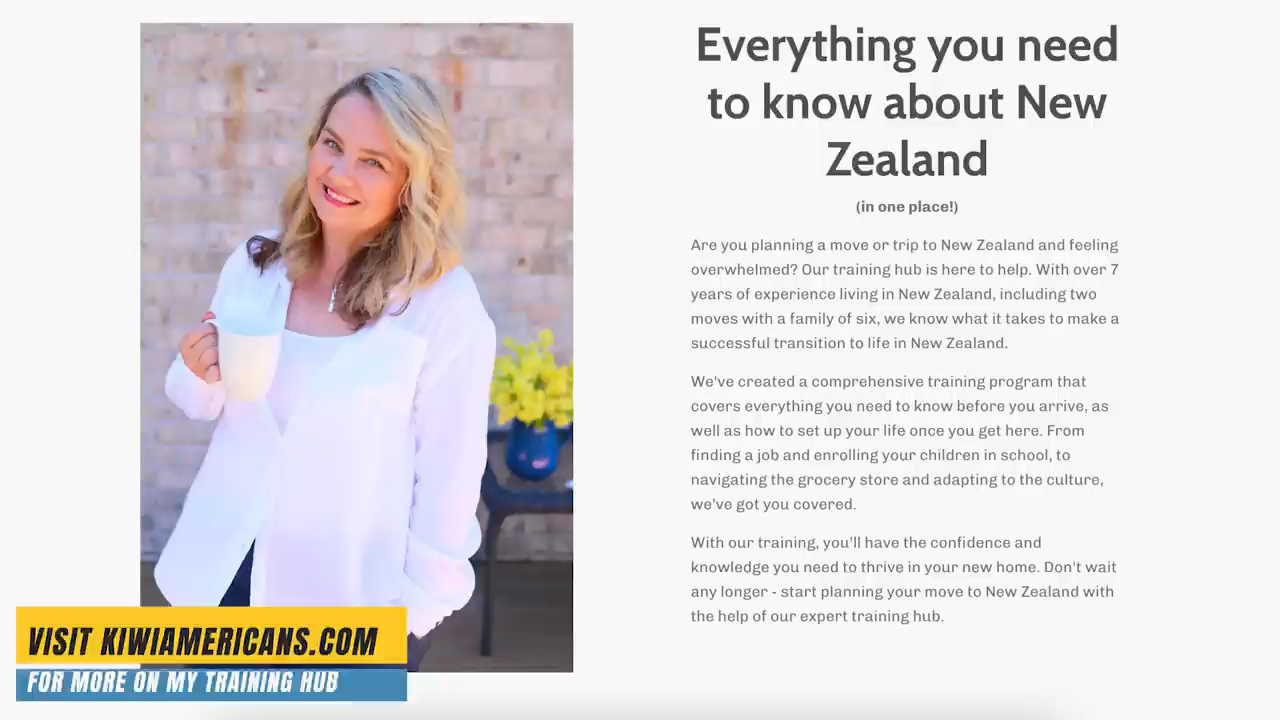 Everything you need
to know about New
Zealand
(in one place!)
Are you planning a move or trip to New Zealand and feeling
overwhelmed? Our training hub is here to help. With over 7
years of experience living in New Zealand, including two
moves with a family of six, we know what it takes to make a
successful transition to life in New Zealand.
We've created a comprehensive training program that
covers everything you need to know before you arrive, as
well as how to set up your life once you get here. From
finding a job and enrolling your children in school, to
navigating the grocery store and adapting to the culture,
we've got you covered.
With our training, you'll have the confidence and
knowledge you need to thrive in your new home. Don't wait
any longer - start planning your move to New Zealand with
the help of our expert training hub.
VISIT KIWIAMERICANS.COM
FOR MORE ON MY TRAINING HUB